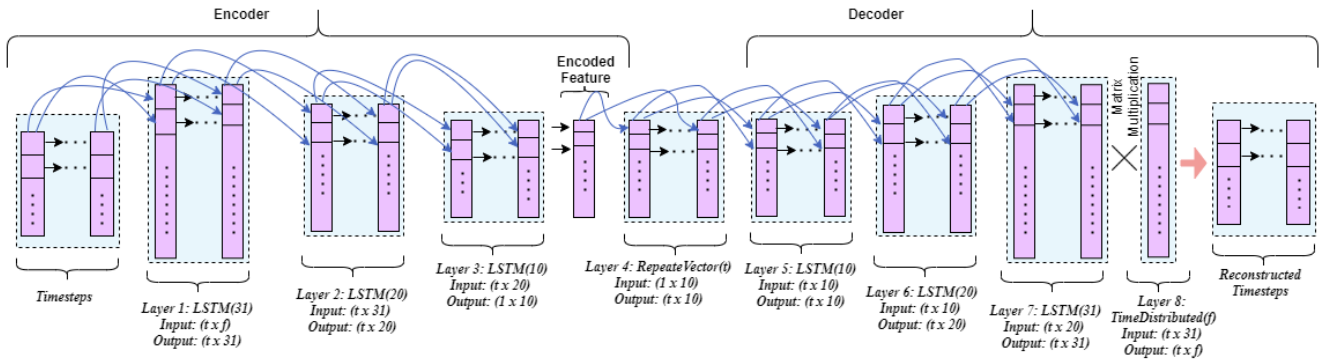 Encoder
Decoder
Encoded
Feature
Matrix
Multiplication
Timesteps
Layer 1: LSTM(31)
Input: (t x f)
Output: (t x 31)
Layer 2: LSTM(20)
Input: (t x 31)
Output: (t x 20)
Layer 3: LSTM(10)
Input: (t x 20)
Output: (1 x 10)
Layer 4: RepeateVector(t)
Input: (1 x 10)
Output: (t x 10)
Layer 5: LSTM(10)
Input: (t x 10)
Output: (t x 10)
Layer 6: LSTM(20)
Input: (t x 10)
Output: (t x 20)
Layer 7: LSTM(31)
Input: (t x 20)
Output: (t x 31)
Layer 8:
TimeDistributed(f)
Input: (t x 31)
Output: (t x f)
Reconstructed
Timesteps